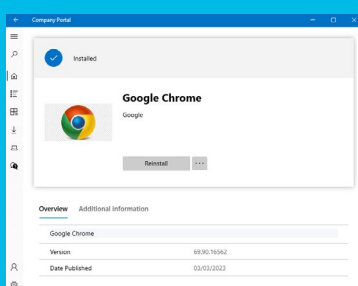 Company Portal
Installed
Google Chrome
Google
Reinstall
Overview Additional information
Google Chrome
Version 69.90.16562
Date Published 03/03/2023